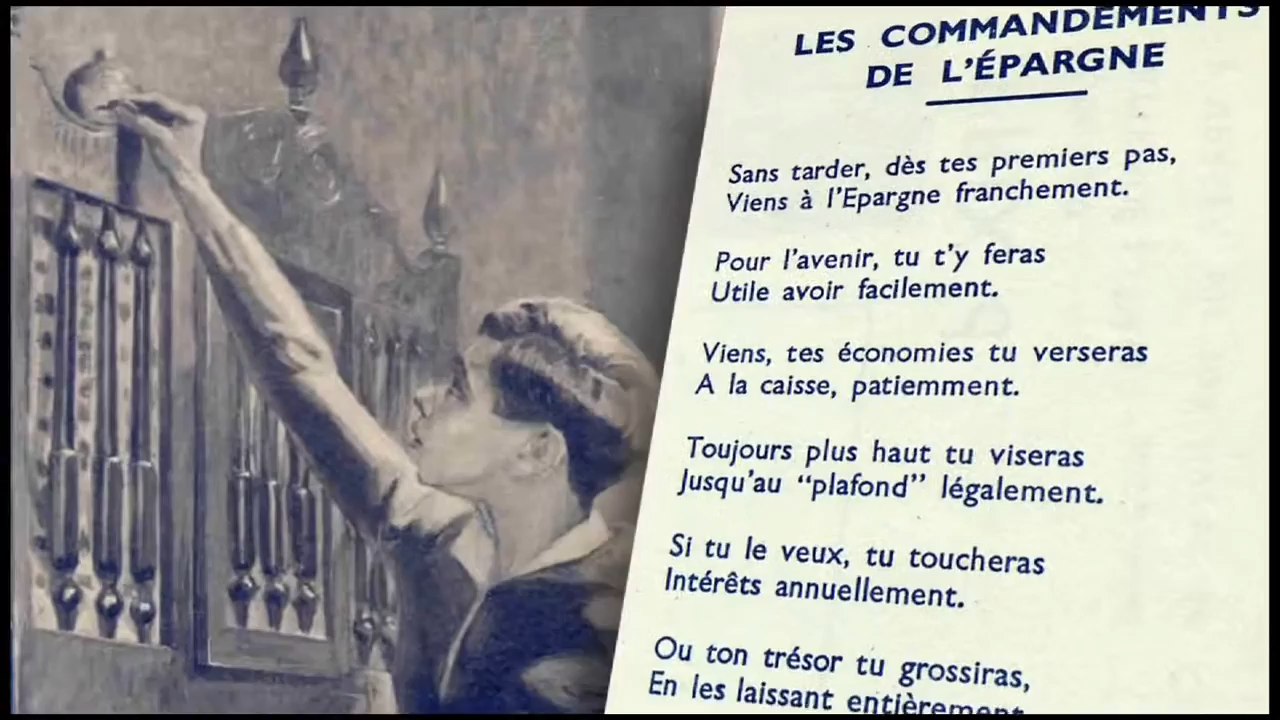 LES COMMANDEMENTS
DE L'ÉPARGNE
Sans tarder, dès tes premiers pas,
Viens à l'Epargne franchement.
Pour l'avenir, tu t'y feras
Utile avoir facilement.
Viens, tes économies tu verseras
A la caisse, patiemment.
Toujours plus haut tu viseras
Jusqu'au “plafond” légalement.
Si tu le veux, tu toucheras
Intérêts annuellement.
Ou ton trésor tu grossiras,
En les laissant entièrement.